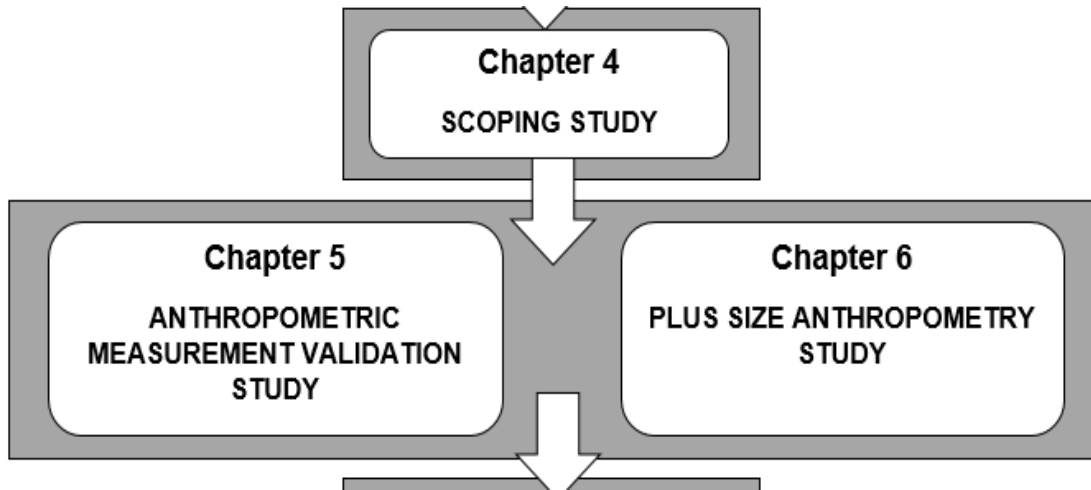 Chapter 4
SCOPING STUDY
Chapter 5
ANTHROPOMETRIC
MEASUREMENT VALIDATION
STUDY
Chapter 6
PLUS SIZE ANTHROPOMETRY
STUDY